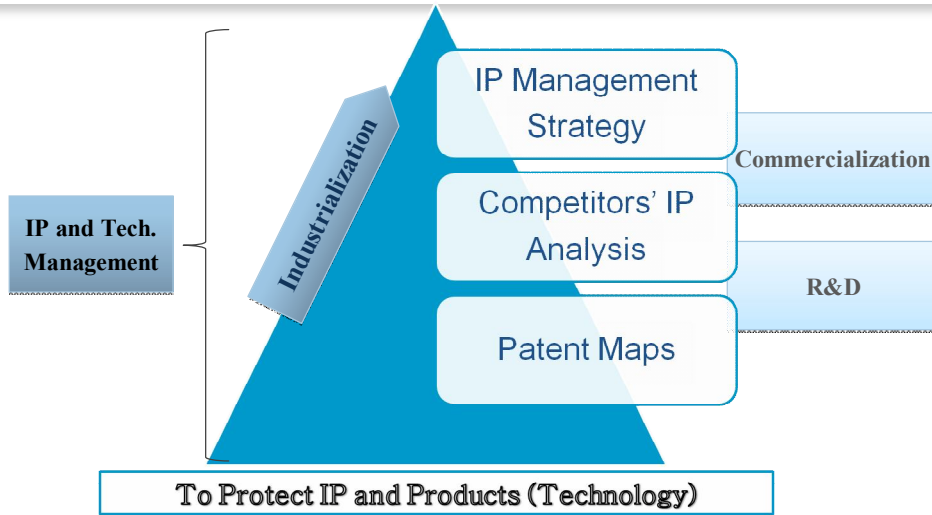 IP Management
Strategy
Commercialization
Industrialization
Competitors’ IP
Analysis
IP and Tech.
Management
R&D
Patent Maps
To Protect IP and Products (Technology)